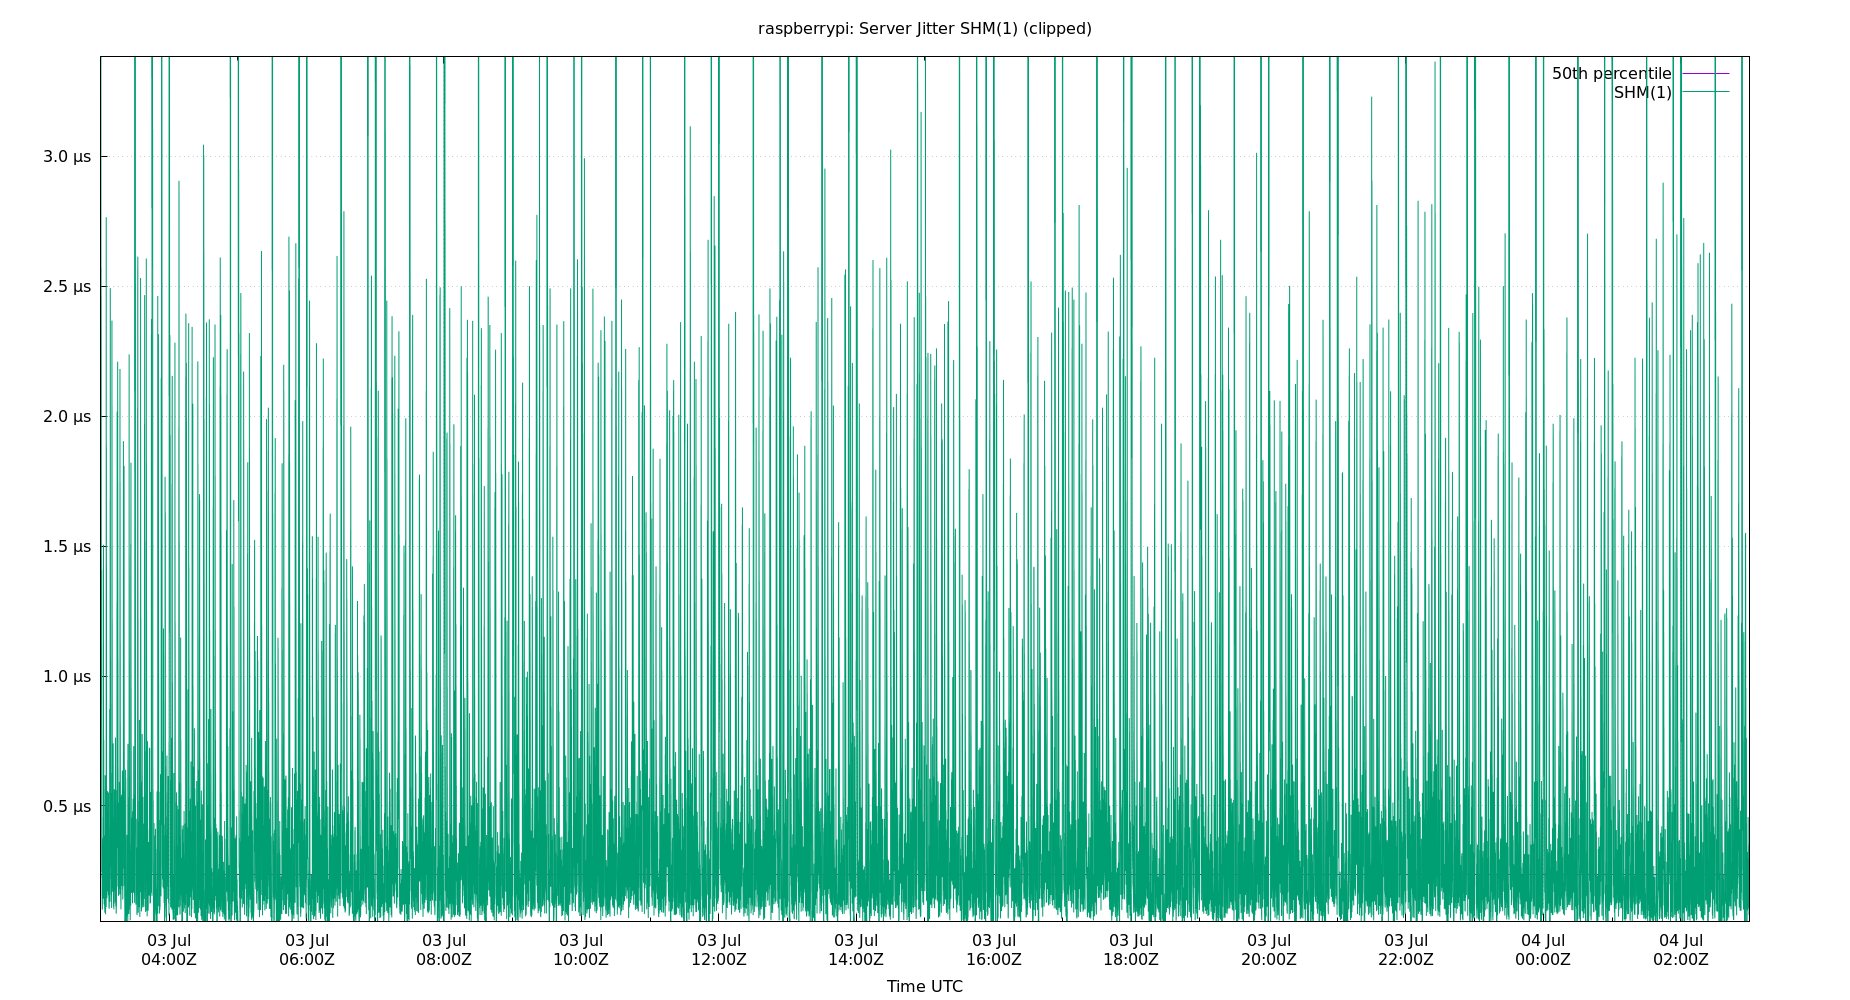 raspberrypi: Server Jitter SHM(1) (clipped)
50th percentile
SHM(1)
3.0 µs
2.5 µs
2.0 µs
1.5 µs
1.0 µs
0.5 µs
03 Jul 03 Jul 03 Jul 03 Jul 03 Jul 03 Jul 03 Jul 03 Jul 03 Jul 03 Jul 04 Jul 04 Jul
04:00Z 06:00Z 08:00Z 10:00Z 12:00Z 14:00Z 16:00Z 18:00Z 20:00Z 22:00Z 00:00Z 02:00Z
Time UTC